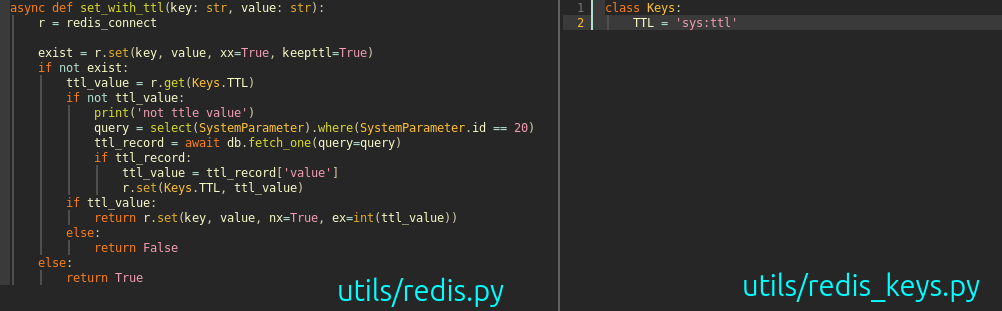 async def set_with_ttl(key: str, value: str):
    r = redis_connect

    exist = r.set(key, value, xx=True, keepttl=True)
    if not exist:
        ttl_value = r.get(Keys.TTL)
        if not ttl_value:
            print('not ttle value')
            query = select(SystemParameter).where(SystemParameter.id == 20)
            ttl_record = await db.fetch_one(query=query)
            if ttl_record:
                ttl_value = ttl_record['value']
                r.set(Keys.TTL, ttl_value)
        if ttl_value:
            return r.set(key, value, nx=True, ex=int(ttl_value))
        else:
            return False
    else:
        return True
utils/redis.py
1 class Keys:
2     TTL = 'sys:ttl'
utils/redis_keys.py